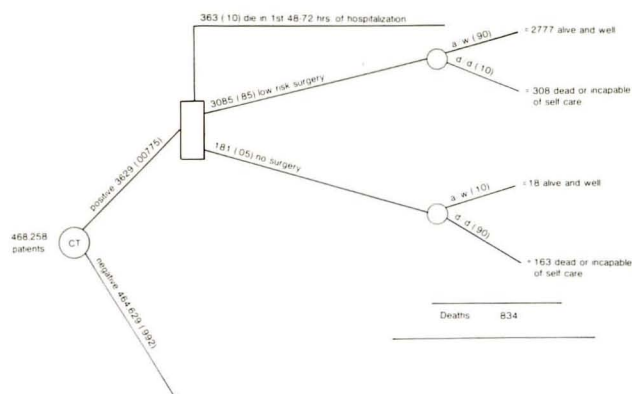 363 (10) die in 1st 48-72 hrs. of hospitalization
a w (90)
= 2777 alive and well
d d (10)
= 308 dead or incapable
of self care
3085 (85) low risk surgery
181 (05) no surgery
a w (10)
= 18 alive and well
d d (90)
= 163 dead or incapable
of self care
positive 3629 (00775)
468.258
patients
CT
negative 464.629 (992)
Deaths 834